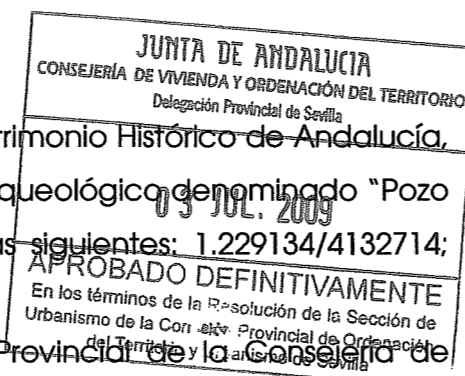 JUNTA DE ANDALUCIA
CONSEJERÍA DE VIVIENDA Y ORDENACIÓN DEL TERRITORIO
Delegación Provincial de Sevilla
trimonio Histórico de Andalucía,
queológico denominado "Pozo
03 JUL. 2009
as siguientes: 1.229134/4132714;
APROBADO DEFINITIVAMENTE
En los términos de la Resolución de la Sección de
Urbanismo de la Provincial de Ordenación
Provincial de la Consejería de
del Territorio y Urbanismo de Sevilla